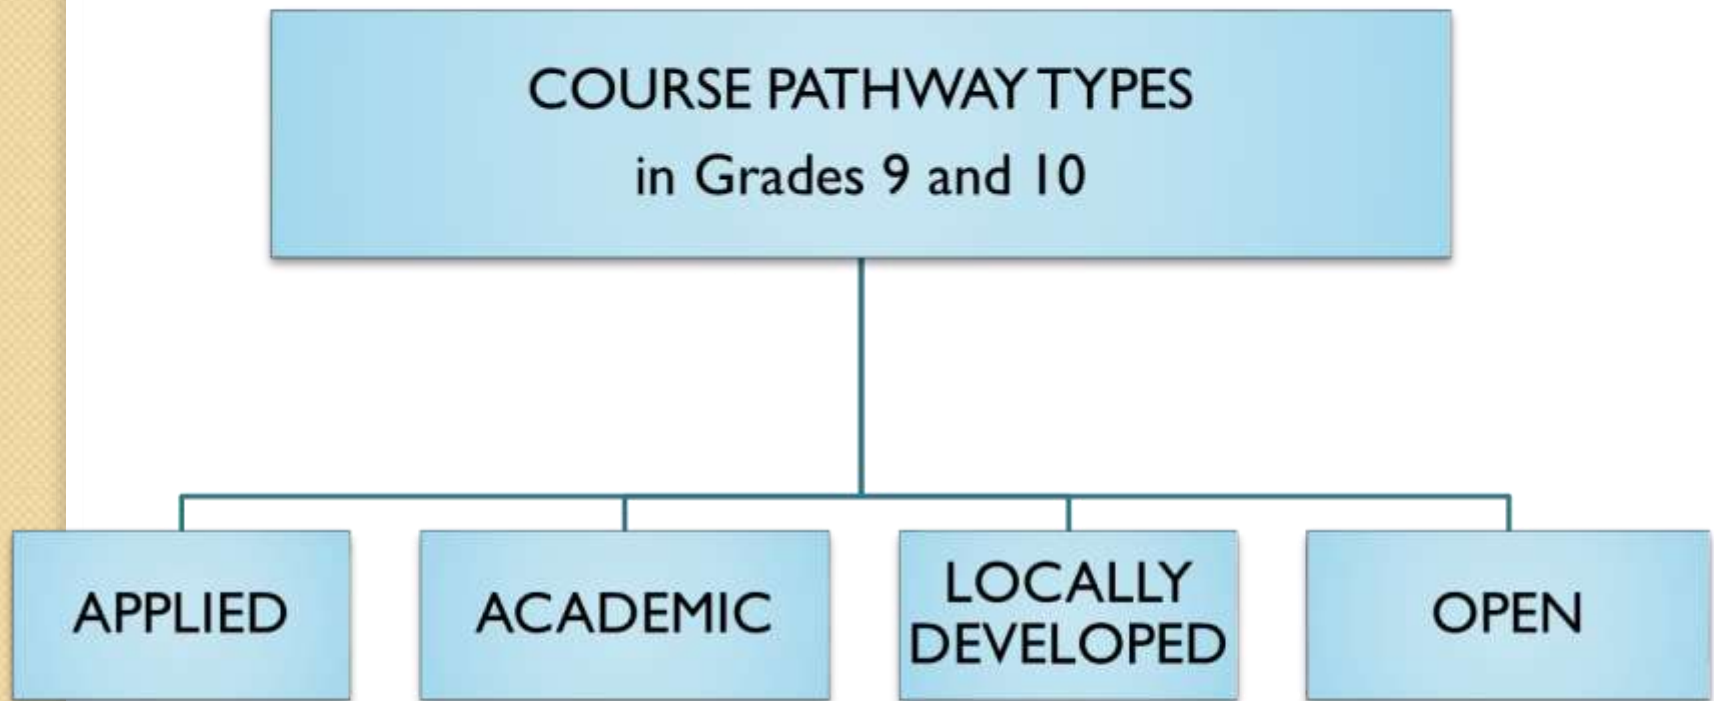 COURSE PATHWAY TYPES
in Grades 9 and 10
APPLIED
ACADEMIC
LOCALLY
DEVELOPED
OPEN